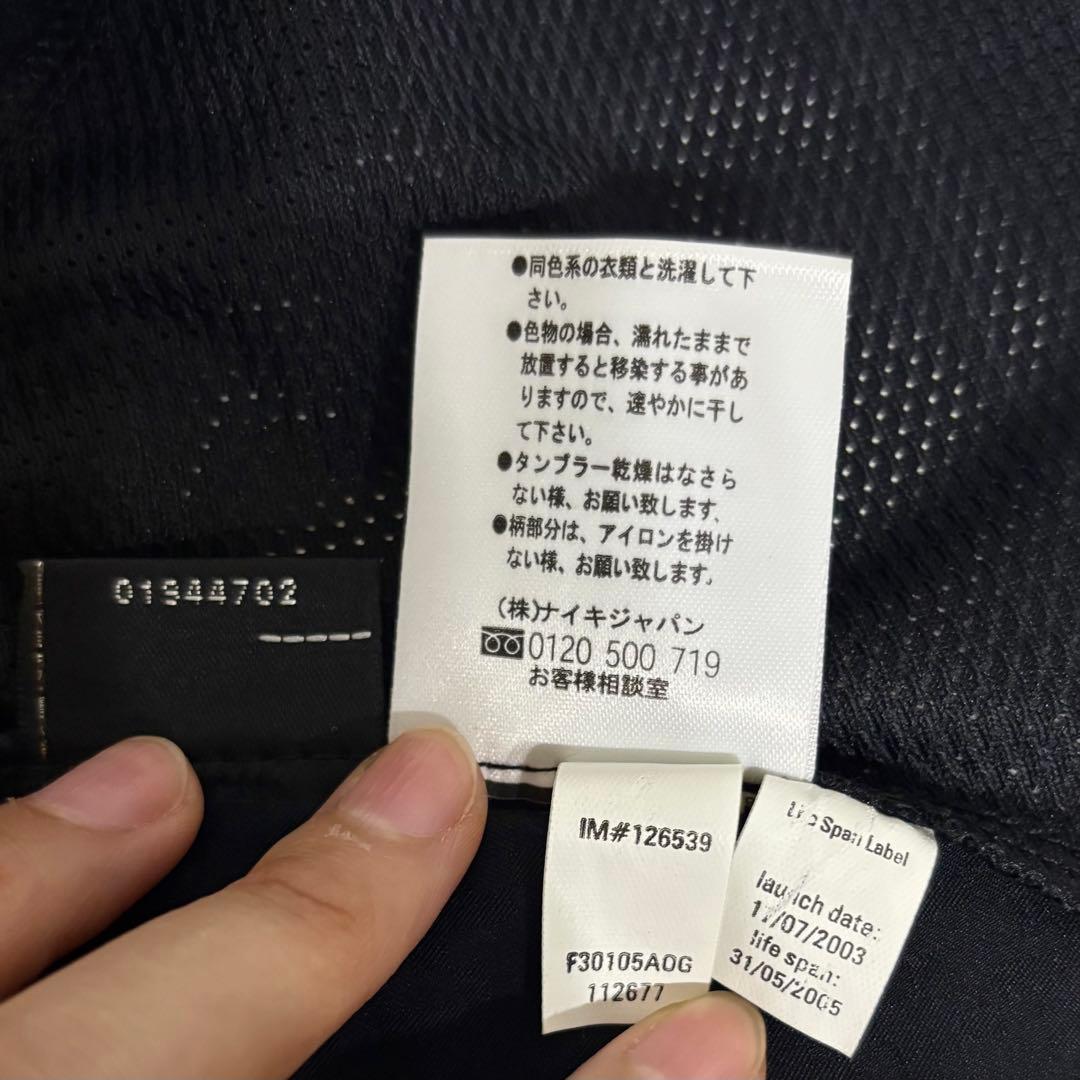 ●同色系の衣類と洗濯して下
さい。
●色物の場合、濡れたままで
放置すると移染する事があ
りますので、速やかに干し
て下さい。
●タンブラー乾燥はなさら
ない様、お願い致します。
●柄部分は、アイロンを掛け
ない様、お願い致します。
(株)ナイキジャパン
0120 500 719
お客様相談室
01944702
IM#126539
F30105AOG
112677
Life Span Label
launch date:
17/07/2003
life span:
31/05/2005